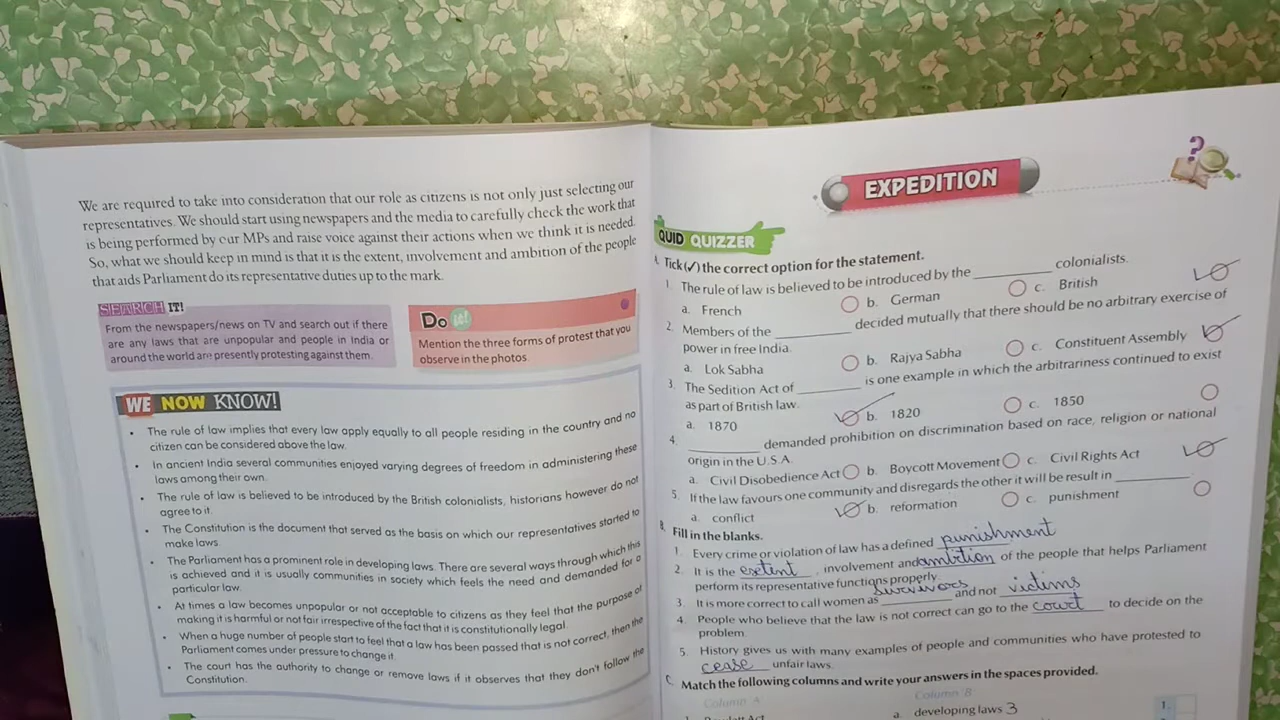 We are required to take into consideration that our role as citizens is not only just selecting our
representatives. We should start using newspapers and the media to carefully check the work that
is being performed by our MPs and raise voice against their actions when we think it is needed.
So, what we should keep in mind is that it is the extent, involvement and ambition of the people
that aids Parliament do its representative duties up to the mark.
SEARCH IT!
From the newspapers/news on TV and search out if there
are any laws that are unpopular and people in India or
around the world are presently protesting against them.
Do it!
Mention the three forms of protest that you
observe in the photos.
WE NOW KNOW!
• The rule of law implies that every law apply equally to all people residing in the country and no
citizen can be considered above the law.
• In ancient India several communities enjoyed varying degrees of freedom in administering these
laws among their own.
• The rule of law is believed to be introduced by the British colonialists, historians however do not
agree to it.
• The Constitution is the document that served as the basis on which our representatives started to
make laws.
• The Parliament has a prominent role in developing laws. There are several ways through which this
is achieved and it is usually communities in society which feels the need and demanded for a
particular law.
• At times a law becomes unpopular or not acceptable to citizens as they feel that the purpose of
making it is harmful or not fair irrespective of the fact that it is constitutionally legal.
• When a huge number of people start to feel that a law has been passed that is not correct, then the
Parliament comes under pressure to change it.
• The court has the authority to change or remove laws if it observes that they don't follow the
Constitution.
EXPEDITION
QUID QUIZZER
A. Tick (✓) the correct option for the statement.
1. The rule of law is believed to be introduced by the ________ colonialists.
a. French b. German c. British
2. Members of the ________ decided mutually that there should be no arbitrary exercise of
power in free India.
a. Lok Sabha b. Rajya Sabha c. Constituent Assembly
3. The Sedition Act of ________ is one example in which the arbitrariness continued to exist
as part of British law.
a. 1870 b. 1820 c. 1850
4. ________ demanded prohibition on discrimination based on race, religion or national
origin in the U.S.A.
a. Civil Disobedience Act b. Boycott Movement c. Civil Rights Act
5. If the law favours one community and disregards the other it will be result in ________
a. conflict b. reformation c. punishment
B. Fill in the blanks.
1. Every crime or violation of law has a defined punishment
2. It is the extent, involvement and ambition of the people that helps Parliament
perform its representative functions properly.
3. It is more correct to call women as survivors and not victims
4. People who believe that the law is not correct can go to the court to decide on the
problem.
5. History gives us with many examples of people and communities who have protested to
cease unfair laws.
C. Match the following columns and write your answers in the spaces provided.
Column A Column B
a. developing laws 3
1.